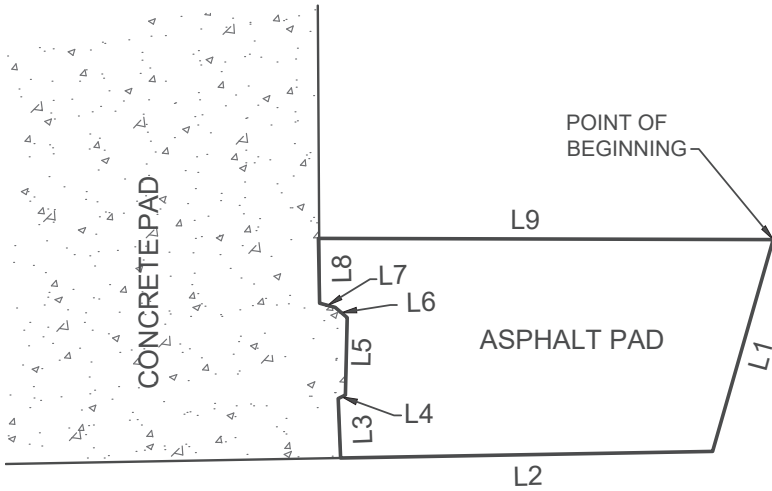 POINT OF
BEGINNING
L9
CONCRETE PAD
L8
L7
L6
L5
ASPHALT PAD
L1
L4
L3
L2